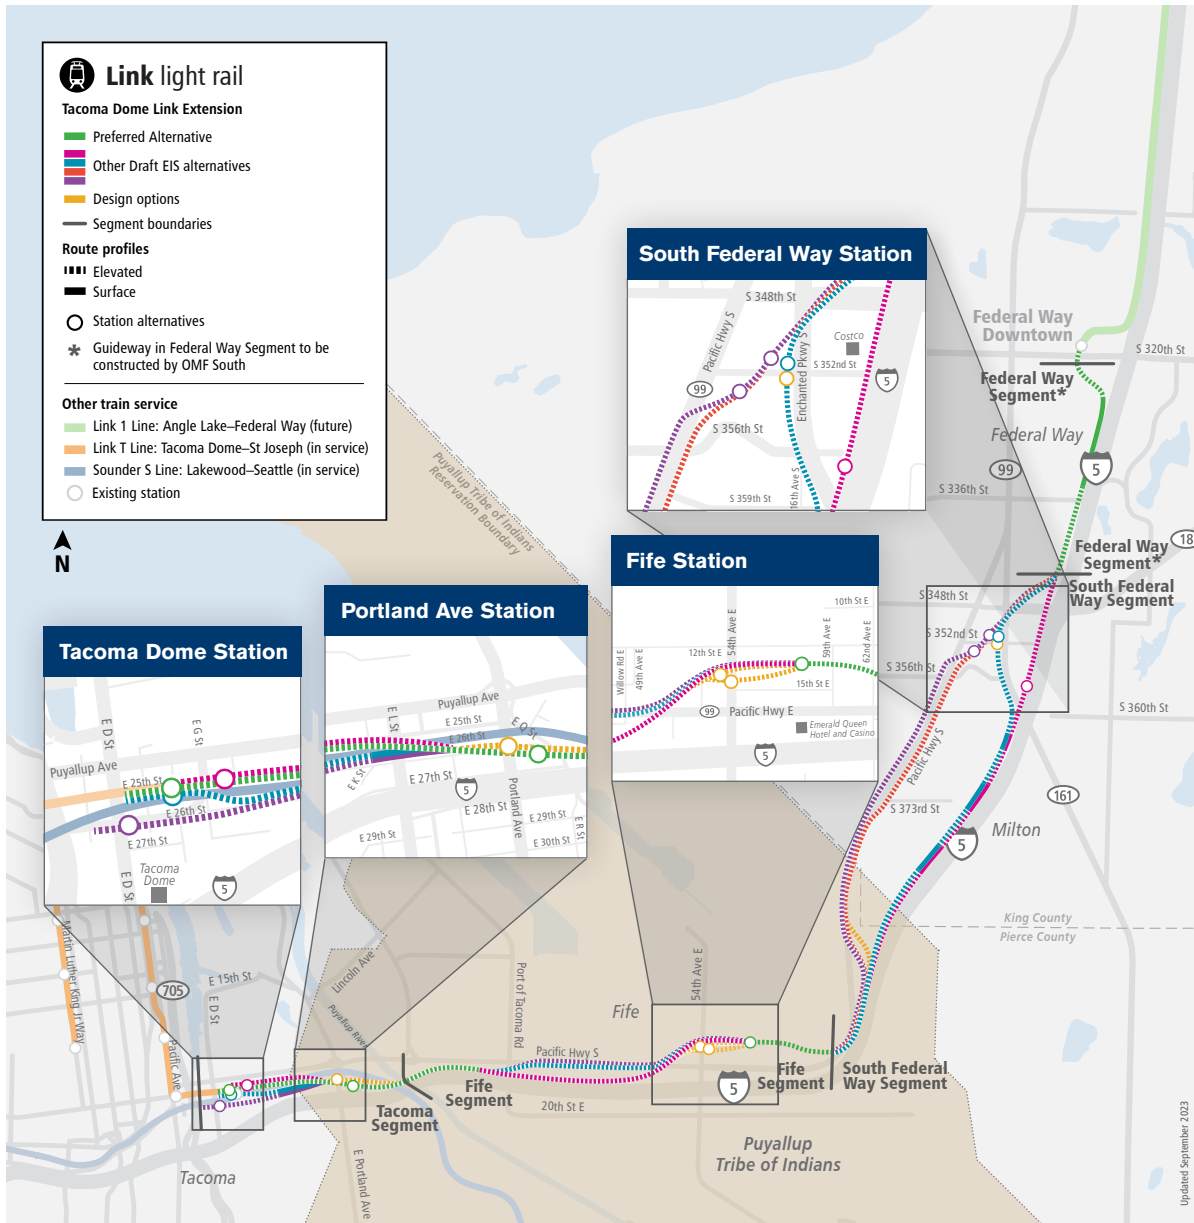 Link light rail
Tacoma Dome Link Extension
Preferred Alternative
Other Draft EIS alternatives
Design options
Segment boundaries
Route profiles
Elevated
Surface
Station alternatives
* Guideway in Federal Way Segment to be
constructed by OMF South
Other train service
Link 1 Line: Angle Lake–Federal Way (future)
Link T Line: Tacoma Dome–St Joseph (in service)
Sounder S Line: Lakewood–Seattle (in service)
Existing station
N
Puyallup Tribe of Indians
Reservation Boundary
South Federal Way Station
S 348th St
Pacific Hwy S
Costco
S 352nd St
Enchanted Pkwy S
5
99
S 356th St
16th Ave S
S 359th St
Federal Way
Downtown
S 320th St
Federal Way
Segment*
Federal Way
99
5
S 336th St
18
Federal Way
Segment*
South Federal
Way Segment
S 348th St
S 352nd St
S 356th St
S 360th St
Pacific Hwy S
161
S 373rd St
Milton
5
King County
Pierce County
Fife Station
10th St E
54th Ave E
59th Ave E
62nd Ave E
12th St E
Willow Rd E
49th Ave E
15th St E
99
Pacific Hwy E
Emerald Queen
Hotel and Casino
5
Portland Ave Station
Puyallup Ave
E L St
E 25th St
E Q St
E 26th St
E K St
E 27th St
5
Portland Ave
E 28th St
E 29th St
E 29th St
E R St
E 30th St
Tacoma Dome Station
E D St
E G St
Puyallup Ave
E 25th St
E 26th St
E 27th St
Tacoma
Dome
E D St
5
Martin Luther King Jr Way
705
E 15th St
E D St
Pacific Ave
Lincoln Ave
Puyallup River
Port of Tacoma Rd
54th Ave E
Fife
Pacific Hwy S
Fife
Segment
5
Fife
Segment
South Federal
Way Segment
20th St E
Tacoma
Segment
Puyallup
Tribe of Indians
E Portland Ave
Tacoma
Updated September 2023